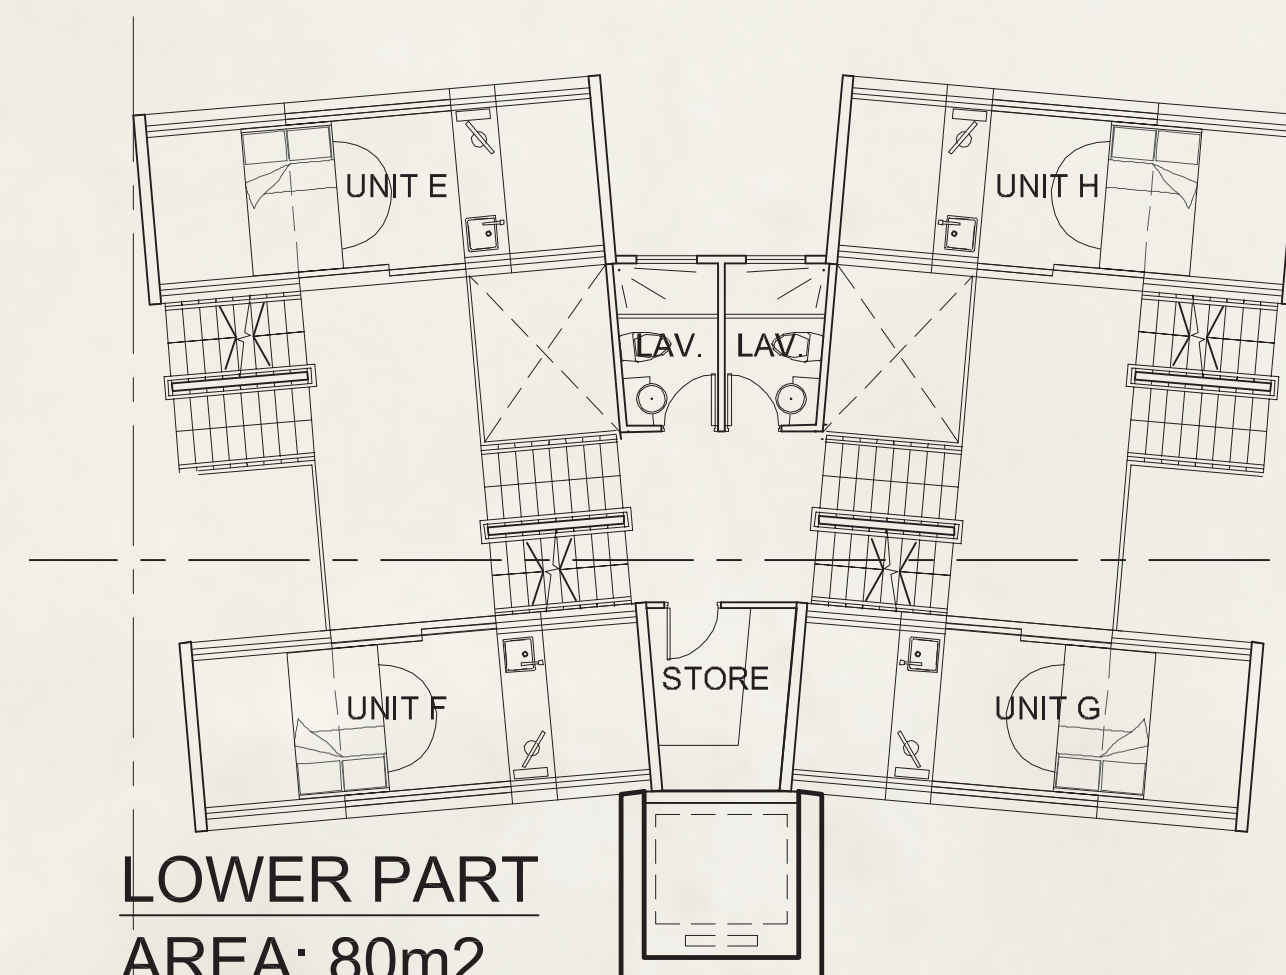 UNIT E
UNIT H
LAV.
LAV.
STORE
UNIT F
UNIT G
LOWER PART
AREA: 80m2